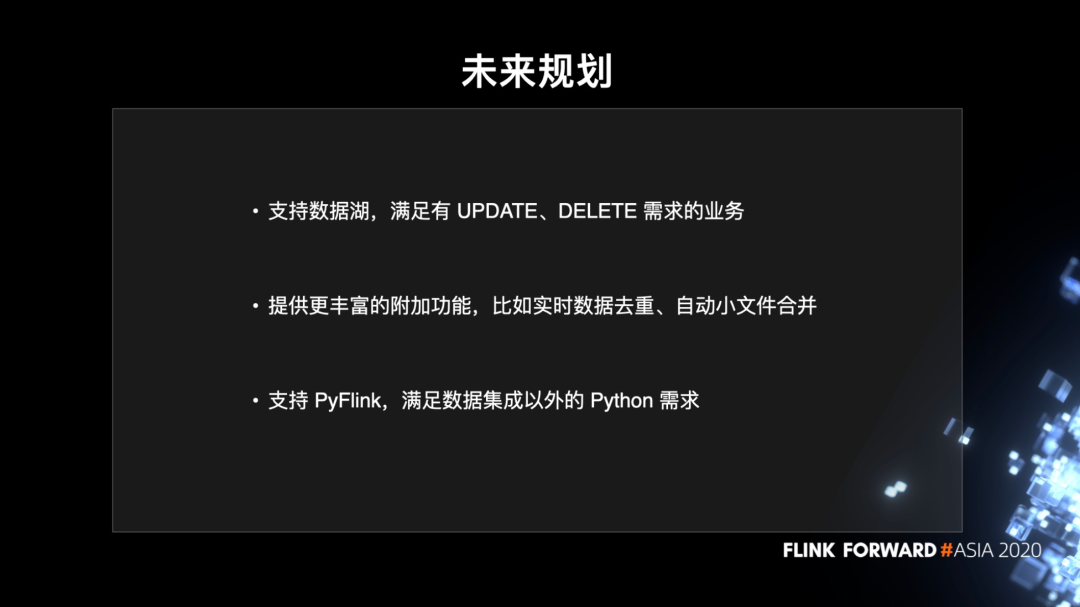 未来规划
• 支持数据湖，满足有 UPDATE、DELETE 需求的业务
• 提供更丰富的附加功能，比如实时数据去重、自动小文件合并
• 支持 PyFlink，满足数据集成以外的 Python 需求
FLINK FORWARD #ASIA 2020